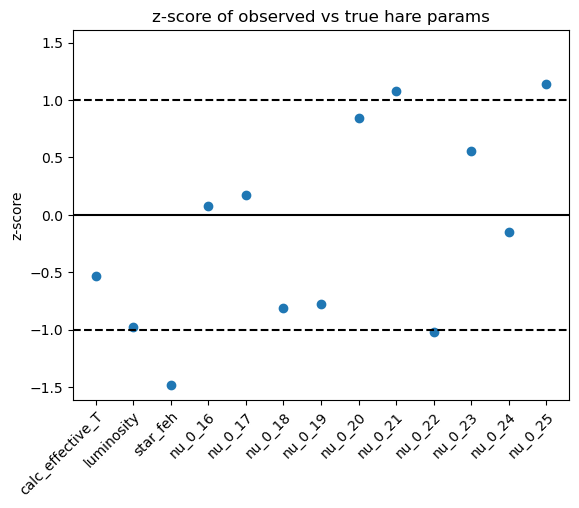 z-score of observed vs true hare params
z-score
1.5
1.0
0.5
0.0
−0.5
−1.0
−1.5
calc_effective_T
luminosity
star_feh
nu_0_16
nu_0_17
nu_0_18
nu_0_19
nu_0_20
nu_0_21
nu_0_22
nu_0_23
nu_0_24
nu_0_25